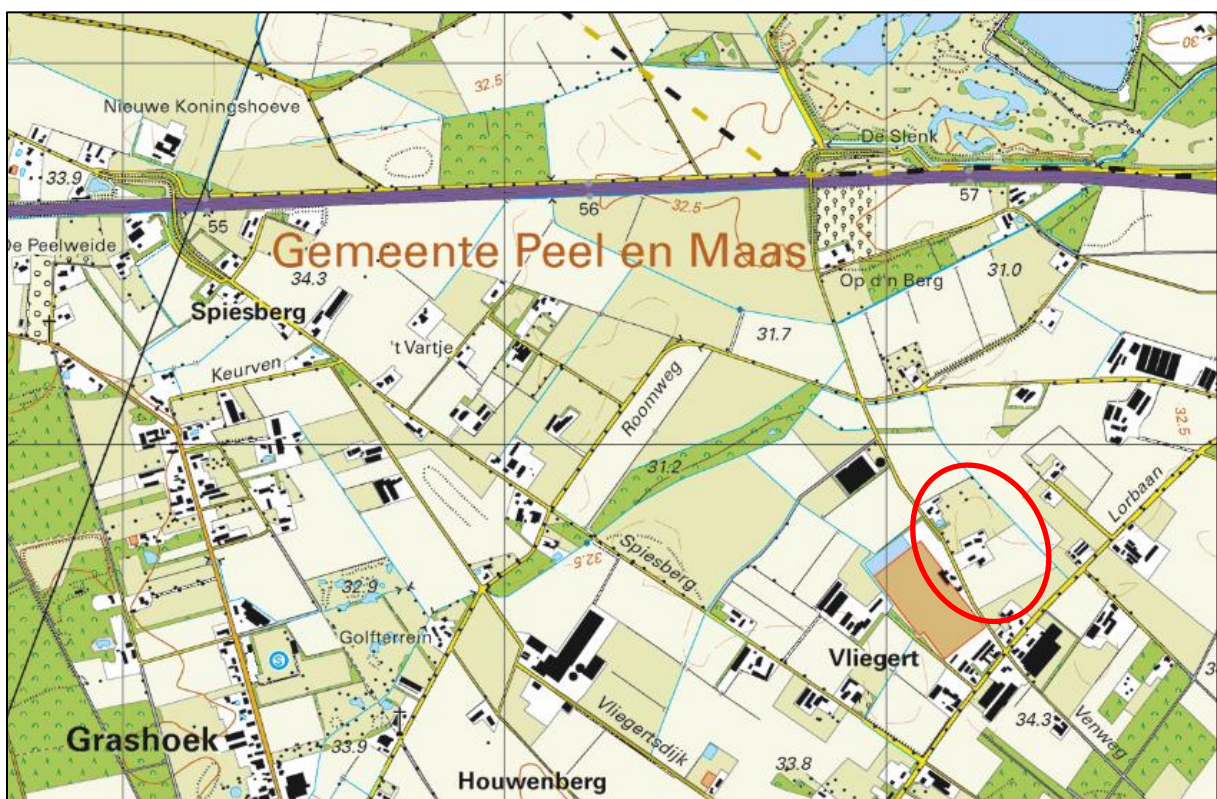 30
32.5
Nieuwe Koningshoeve
De Slenk
33.9
55
56
32.5
57
De Peelweide
Gemeente Peel en Maas
34.3
Op d'n Berg
31.0
Spiesberg
31.7
't Vartje
Keurven
Roomweg
32.5
31.2
Lorbaan
32.5
Spiesberg
32.9
Golfterrein
S
Vliegert
Grashoek
33.9
Vliegertsdijk
34.3
Venweg
Houwenberg
33.8